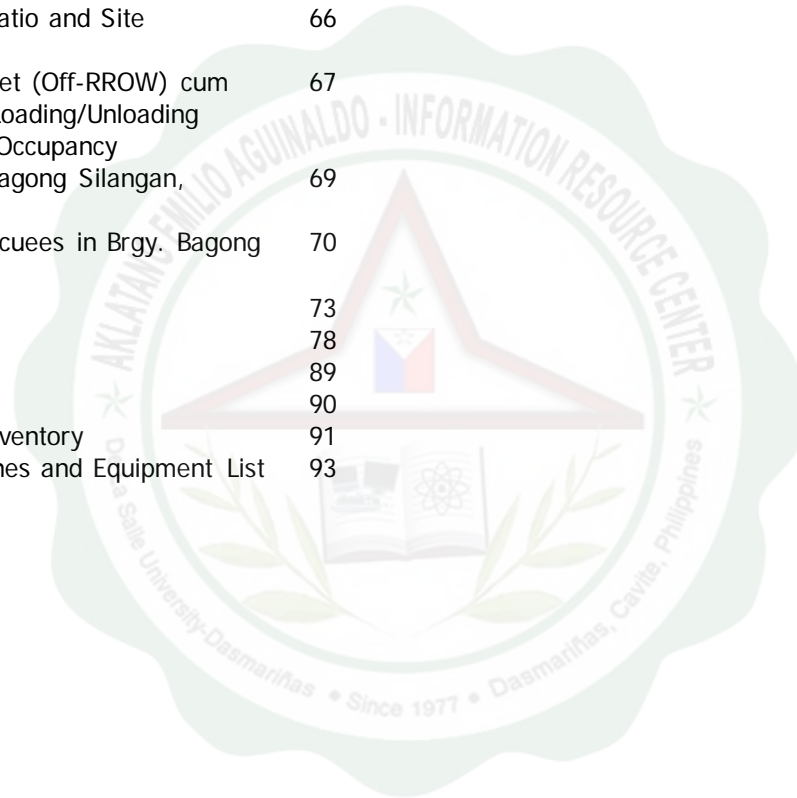 atio and Site 66
et (Off-RROW) cum 67
oading/Unloading
Occupancy
agong Silangan, 69
cuees in Brgy. Bagong 70
73
78
89
90
ventory 91
nes and Equipment List 93
AKLATANG EMILIO AGUINALDO - INFORMATION RESOURCE CENTER
De La Salle University-Dasmariñas • Since 1977 • Dasmariñas, Cavite, Philippines